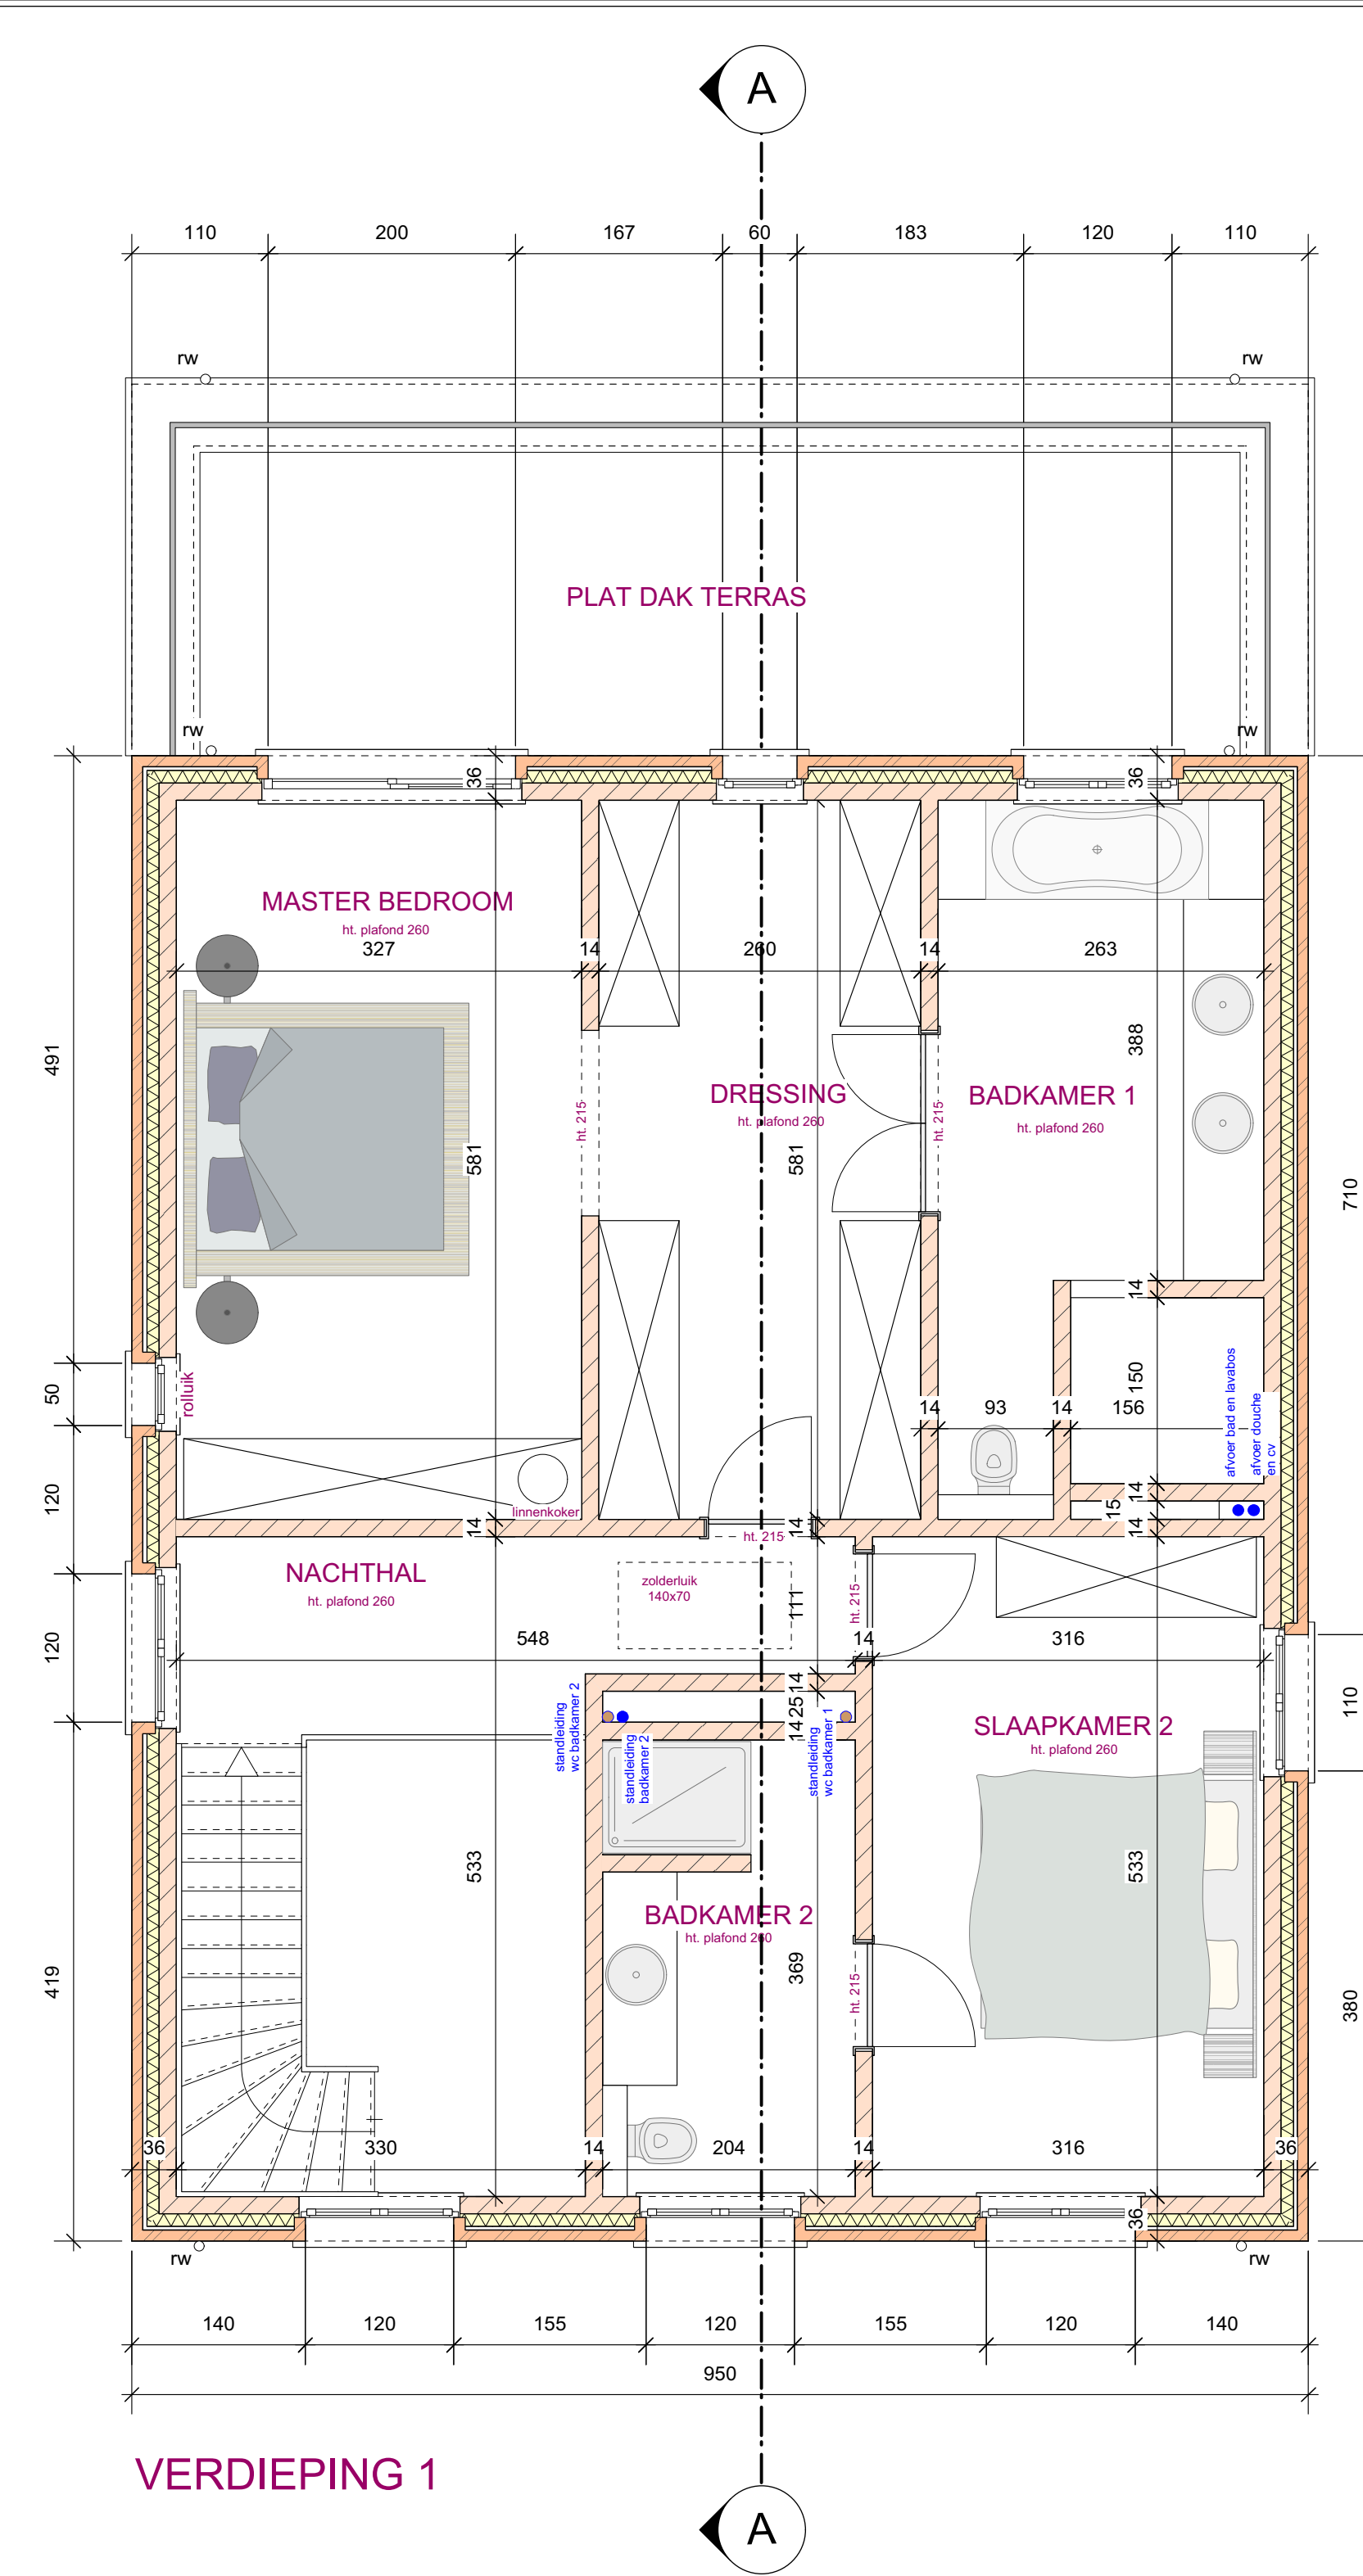 A
110 200 167 60 183 120 110
rw rw
PLAT DAK TERRAS
rw rw
36 36
MASTER BEDROOM
ht. plafond 260
327 14 260 14 263
491
388
710
DRESSING
ht. plafond 260
BADKAMER 1
ht. plafond 260
ht. 215
ht. 215
581
581
14
50
rolluik
150
14 93 14 156
afvoer bad en lavabos
afvoer douche
en cv
120
linnenkoker
14
14
15
14
14
ht. 215
NACHTHAL
ht. plafond 260
zolderluik
140x70
111
ht. 215
120
548 14 316
110
14
25
14
standleiding
wc badkamer 2
standleiding
badkamer 2
standleiding
wc badkamer 1
SLAAPKAMER 2
ht. plafond 260
533
533
BADKAMER 2
ht. plafond 260
369
ht. 215
419
380
36 330 14 204 14 316 36
36
rw rw
140 120 155 120 155 120 140
950
VERDIEPING 1
A